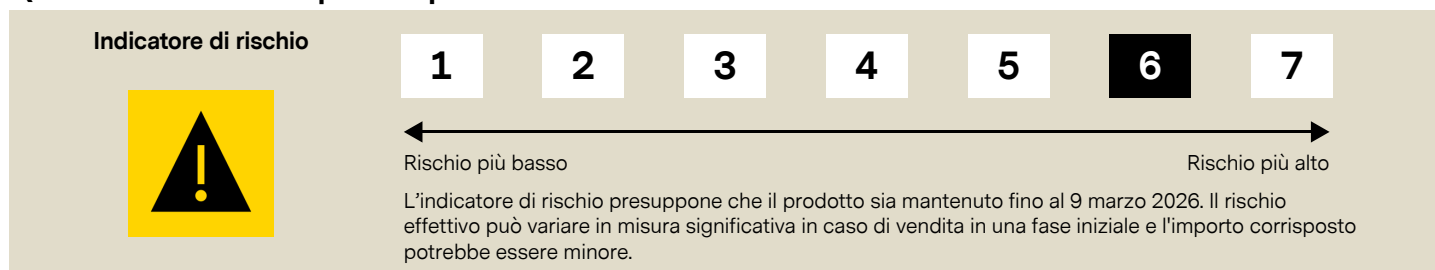 Indicatore di rischio
1 2 3 4 5 6 7
Rischio più basso Rischio più alto
L'indicatore di rischio presuppone che il prodotto sia mantenuto fino al 9 marzo 2026. Il rischio
effettivo può variare in misura significativa in caso di vendita in una fase iniziale e l'importo corrisposto
potrebbe essere minore.